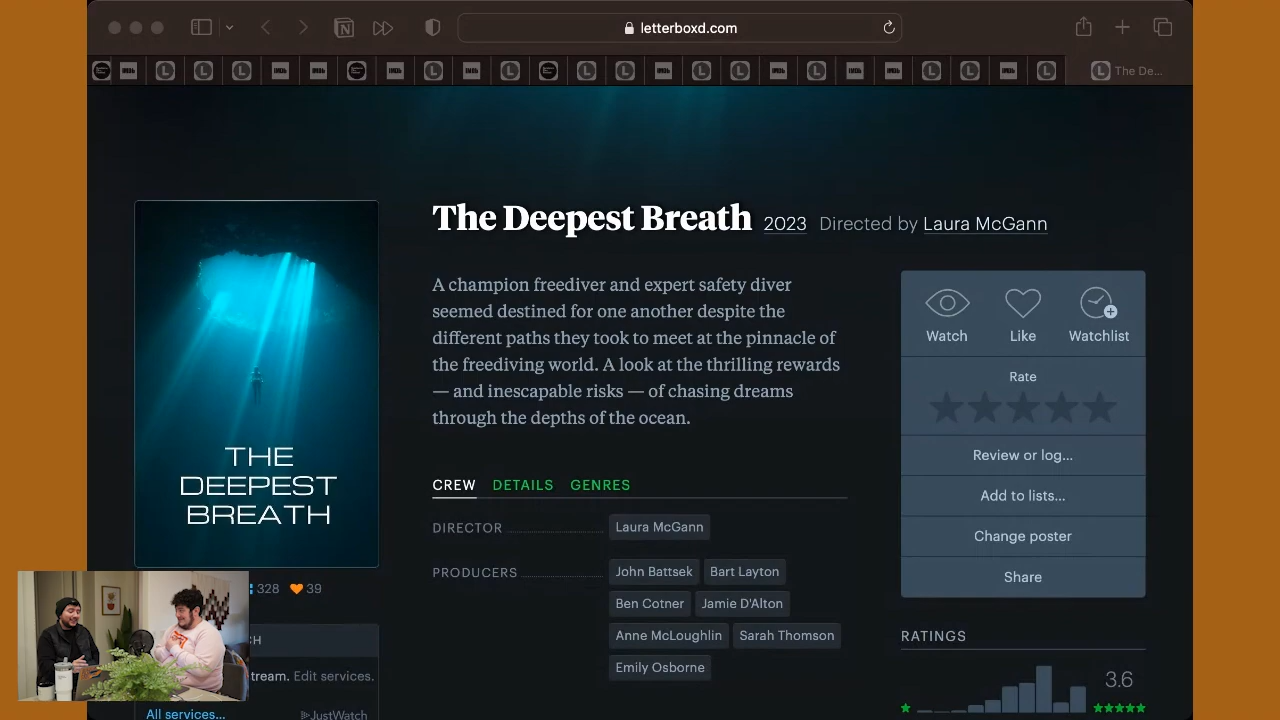 letterboxd.com
The De...
The Deepest Breath 2023 Directed by Laura McGann
A champion freediver and expert safety diver
seemed destined for one another despite the
different paths they took to meet at the pinnacle of
the freediving world. A look at the thrilling rewards
— and inescapable risks — of chasing dreams
through the depths of the ocean.
THE
DEEPEST
BREATH
Watch Like Watchlist
Rate
Review or log...
Add to lists...
Change poster
Share
CREW DETAILS GENRES
DIRECTOR Laura McGann
PRODUCERS John Battsek Bart Layton
Ben Cotner Jamie D'Alton
Anne McLoughlin Sarah Thomson
Emily Osborne
328 39
CH
tream. Edit services.
All services... JustWatch
RATINGS
3.6